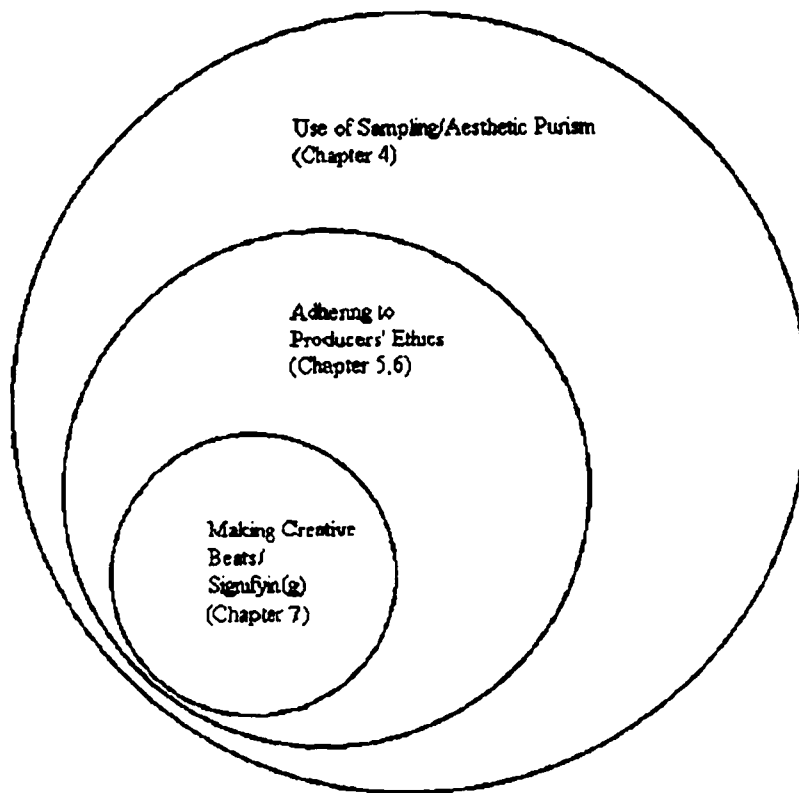 Use of Sampling/Aesthetic Purism
(Chapter 4)
Adhering to
Producers' Ethics
(Chapter 5,6)
Making Creative
Beats/
Signifyin(g)
(Chapter 7)